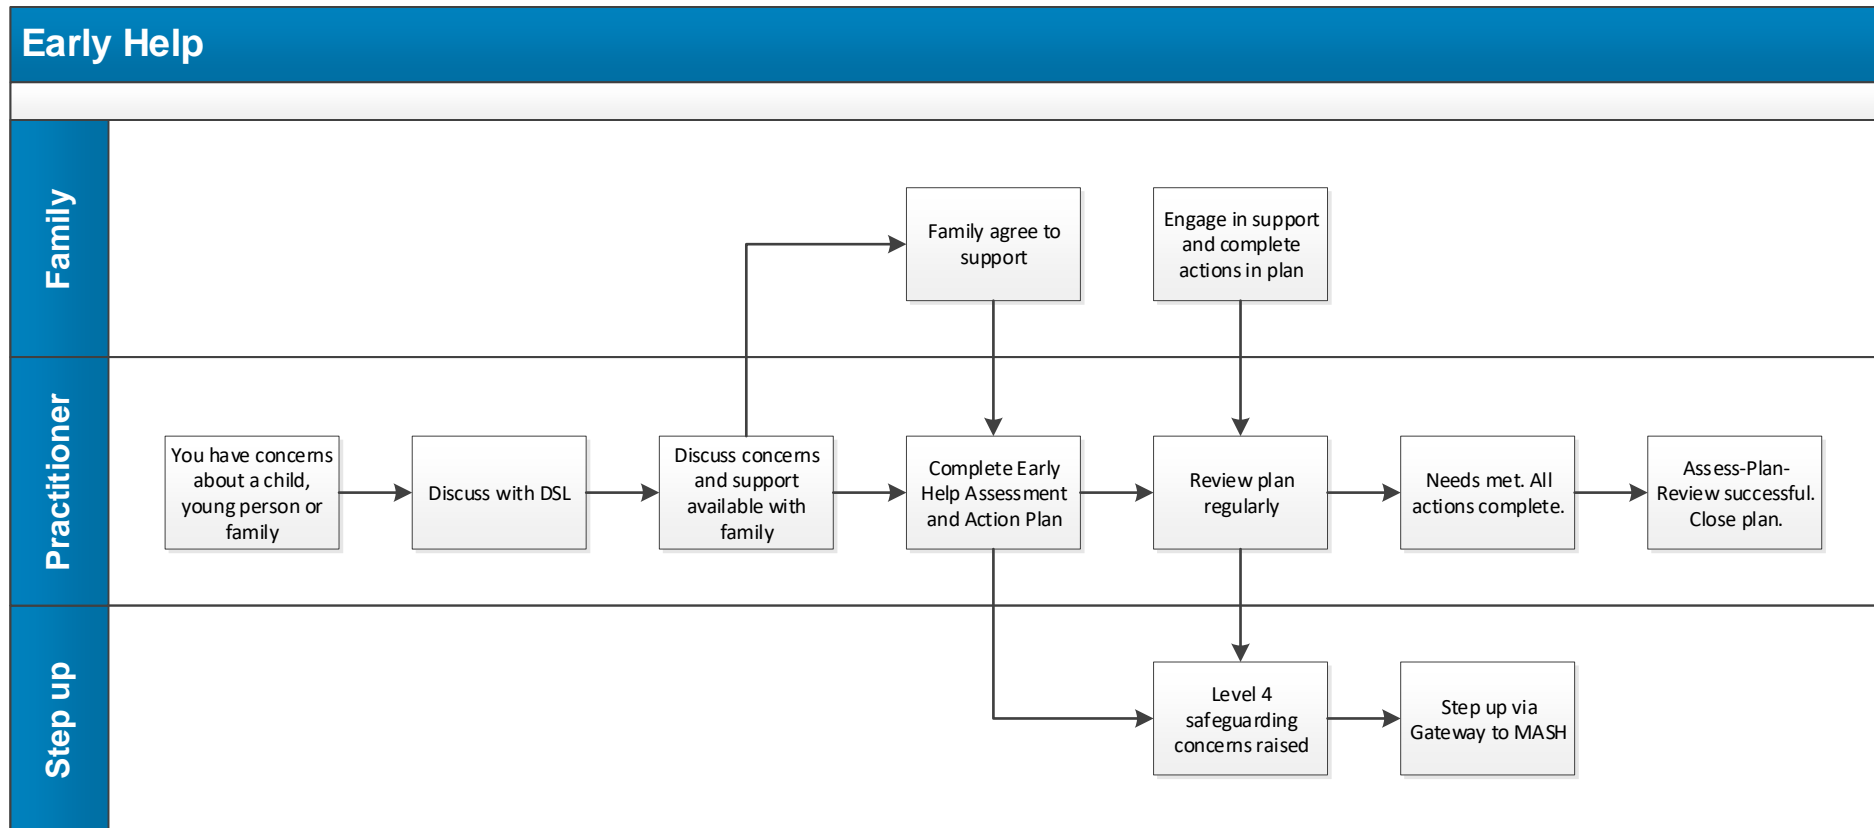 Early Help
Family
Family agree to
support
Engage in support
and complete
actions in plan
Practitioner
You have concerns
about a child,
young person or
family
Discuss with DSL
Discuss concerns
and support
available with
family
Complete Early
Help Assessment
and Action Plan
Review plan
regularly
Needs met. All
actions complete.
Assess-Plan-
Review successful.
Close plan.
Step up
Level 4
safeguarding
concerns raised
Step up via
Gateway to MASH